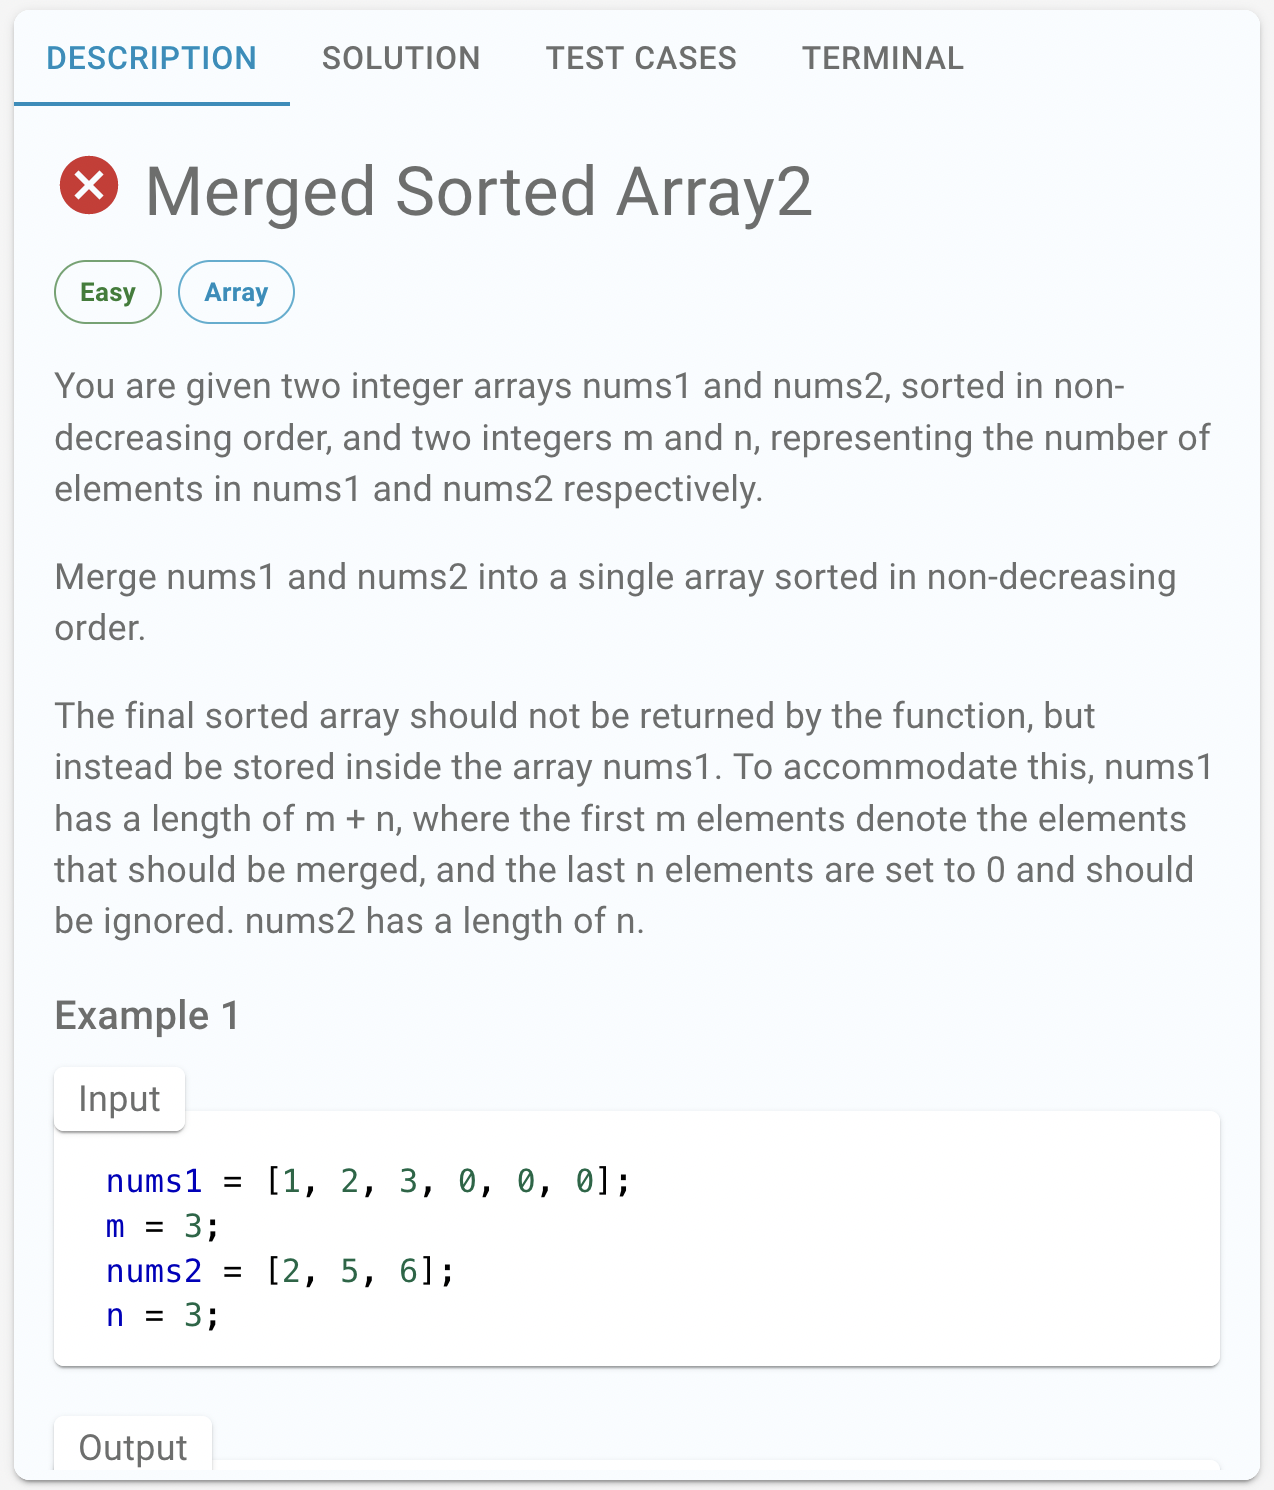 DESCRIPTION SOLUTION TEST CASES TERMINAL
Merged Sorted Array2
Easy Array
You are given two integer arrays nums1 and nums2, sorted in non-
decreasing order, and two integers m and n, representing the number of
elements in nums1 and nums2 respectively.
Merge nums1 and nums2 into a single array sorted in non-decreasing
order.
The final sorted array should not be returned by the function, but
instead be stored inside the array nums1. To accommodate this, nums1
has a length of m + n, where the first m elements denote the elements
that should be merged, and the last n elements are set to 0 and should
be ignored. nums2 has a length of n.
Example 1
Input
nums1 = [1, 2, 3, 0, 0, 0];
m = 3;
nums2 = [2, 5, 6];
n = 3;
Output